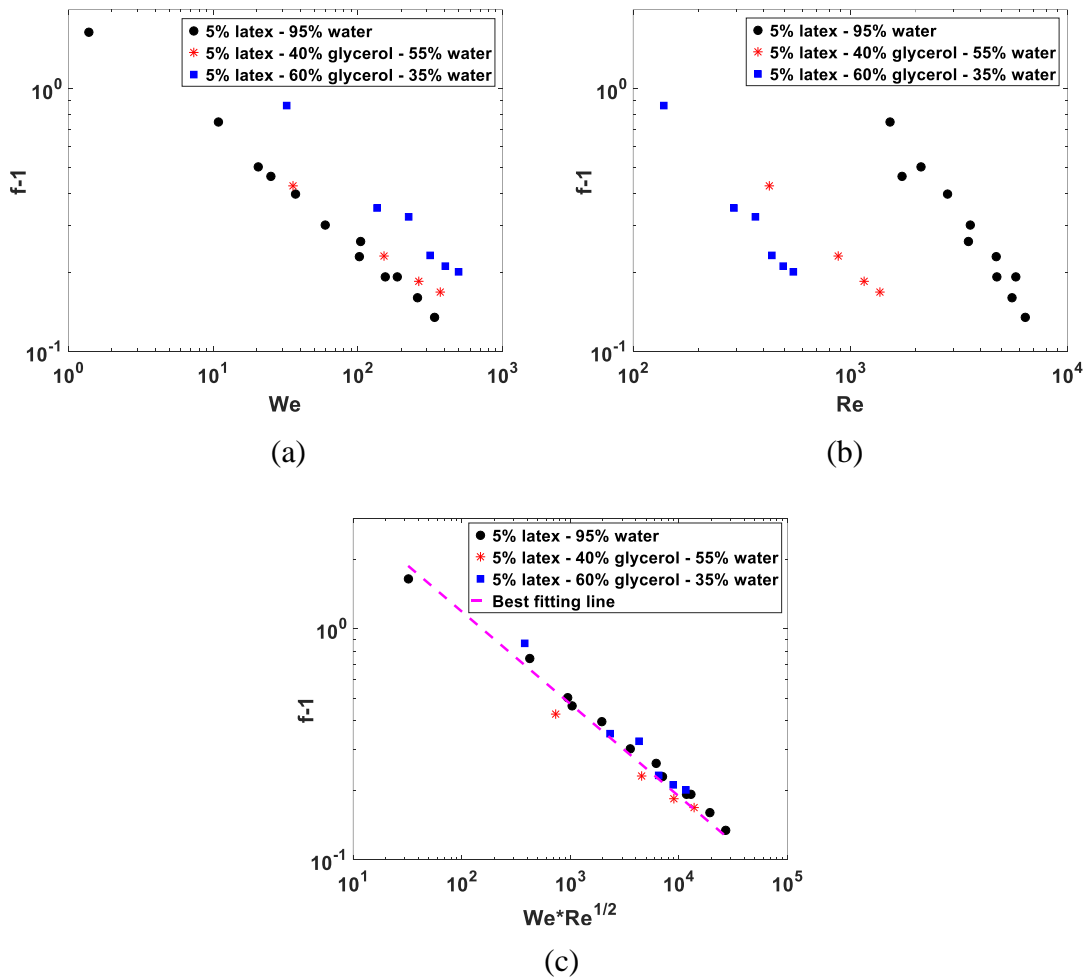 5% latex - 95% water
5% latex - 40% glycerol - 55% water
5% latex - 60% glycerol - 35% water
10^0
10^-1
f-1
10^0 10^1 10^2 10^3
We
(a)
5% latex - 95% water
5% latex - 40% glycerol - 55% water
5% latex - 60% glycerol - 35% water
10^0
10^-1
f-1
10^2 10^3 10^4
Re
(b)
5% latex - 95% water
5% latex - 40% glycerol - 55% water
5% latex - 60% glycerol - 35% water
Best fitting line
10^0
10^-1
f-1
10^1 10^2 10^3 10^4 10^5
We*Re^1/2
(c)